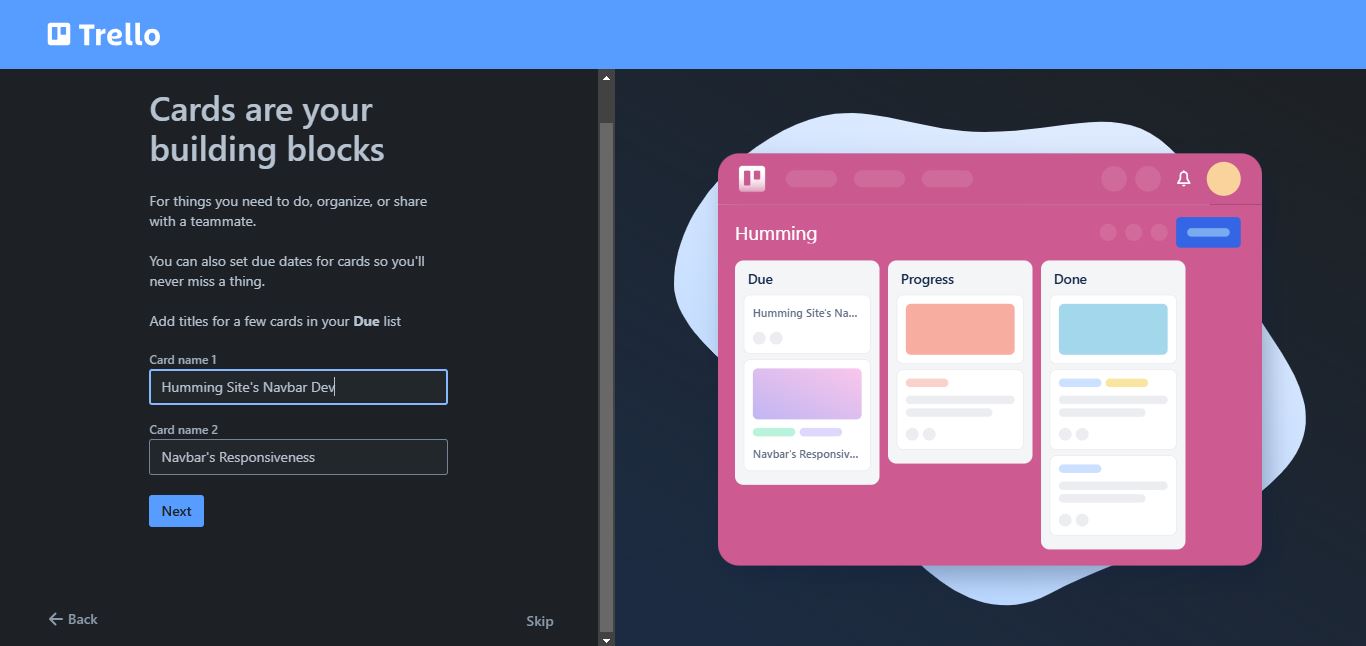 Trello
Cards are your
building blocks
For things you need to do, organize, or share
with a teammate.
You can also set due dates for cards so you'll
never miss a thing.
Add titles for a few cards in your Due list
Card name 1
Humming Site's Navbar Dev
Card name 2
Navbar's Responsiveness
Next
Back
Skip
Humming
Due
Humming Site's Na...
Navbar's Responsiv...
Progress
Done